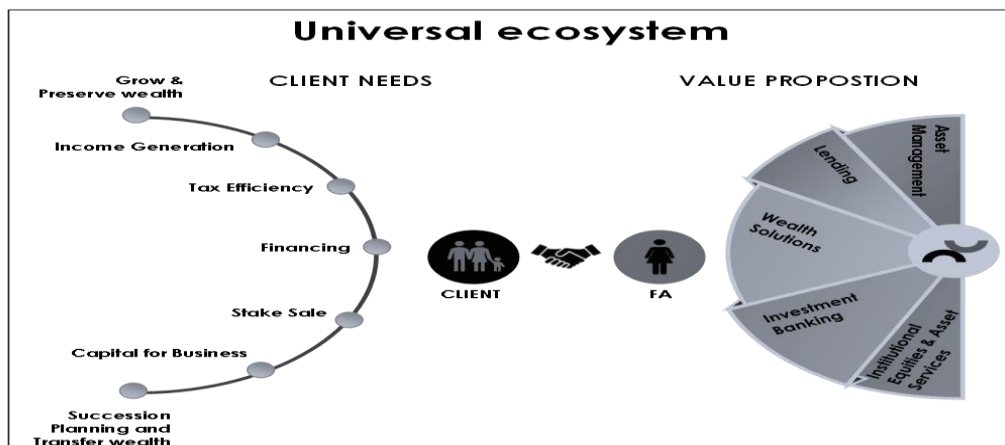 Universal ecosystem
CLIENT NEEDS
VALUE PROPOSTION
Grow &
Preserve wealth
Income Generation
Tax Efficiency
Financing
Stake Sale
Capital for Business
Succession
Planning and
Transfer wealth
CLIENT
FA
Asset
Management
Lending
Wealth
Solutions
Investment
Banking
Institutional
Equities & Asset
Services